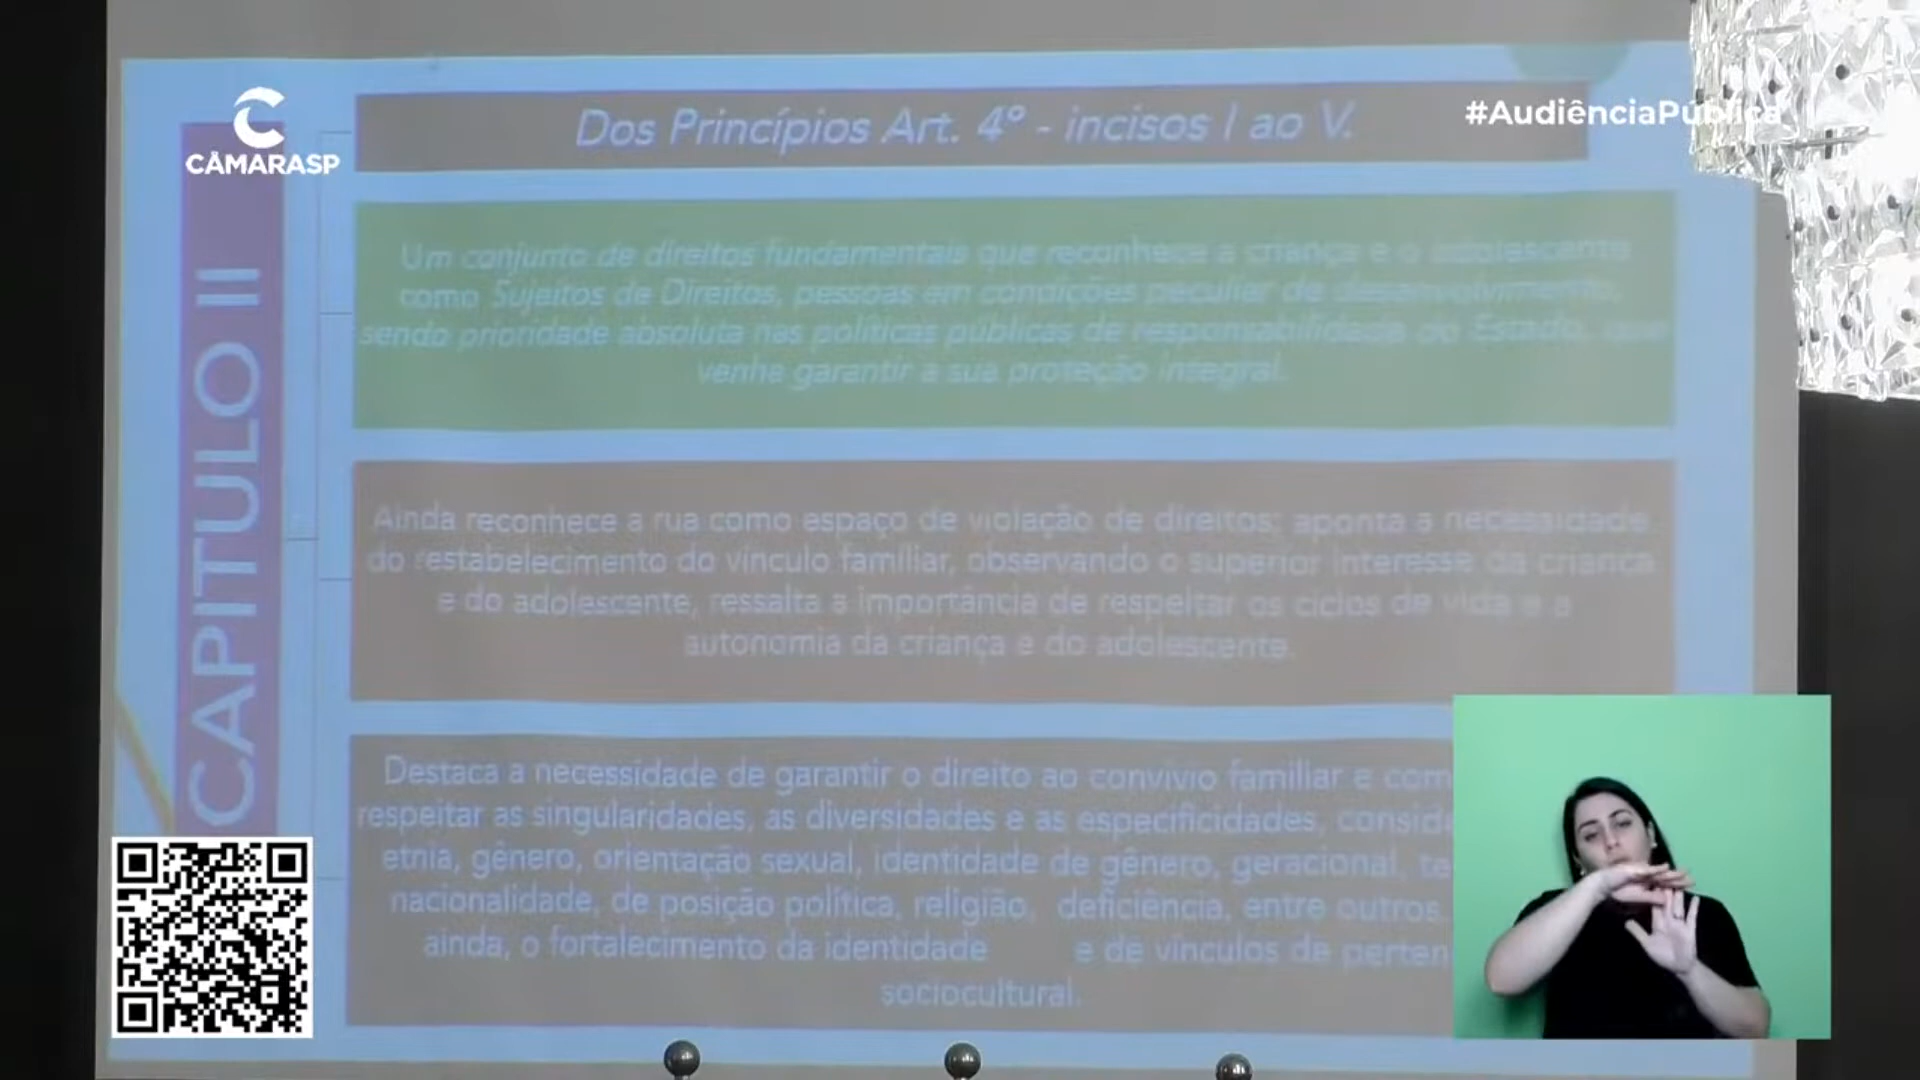 CÂMARASP
#AudiênciaPública
CAPITULO II
Dos Princípios Art. 4º - incisos I ao V.
Um conjunto de direitos fundamentais que reconhece a criança e o adolescente
como Sujeitos de Direitos, pessoas em condições peculiar de desenvolvimento,
sendo prioridade absoluta nas políticas públicas de responsabilidade do Estado, que
venha garantir a sua proteção integral.
Ainda reconhece a rua como espaço de violação de direitos; aponta a necessidade
do restabelecimento do vínculo familiar, observando o superior interesse da criança
e do adolescente, ressalta a importância de respeitar os ciclos de vida e a
autonomia da criança e do adolescente.
Destaca a necessidade de garantir o direito ao convívio familiar e com
respeitar as singularidades, as diversidades e as especificidades, conside
etnia, gênero, orientação sexual, identidade de gênero, geracional, te
nacionalidade, de posição política, religião, deficiência, entre outros.
ainda, o fortalecimento da identidade e de vínculos de perten
sociocultural.